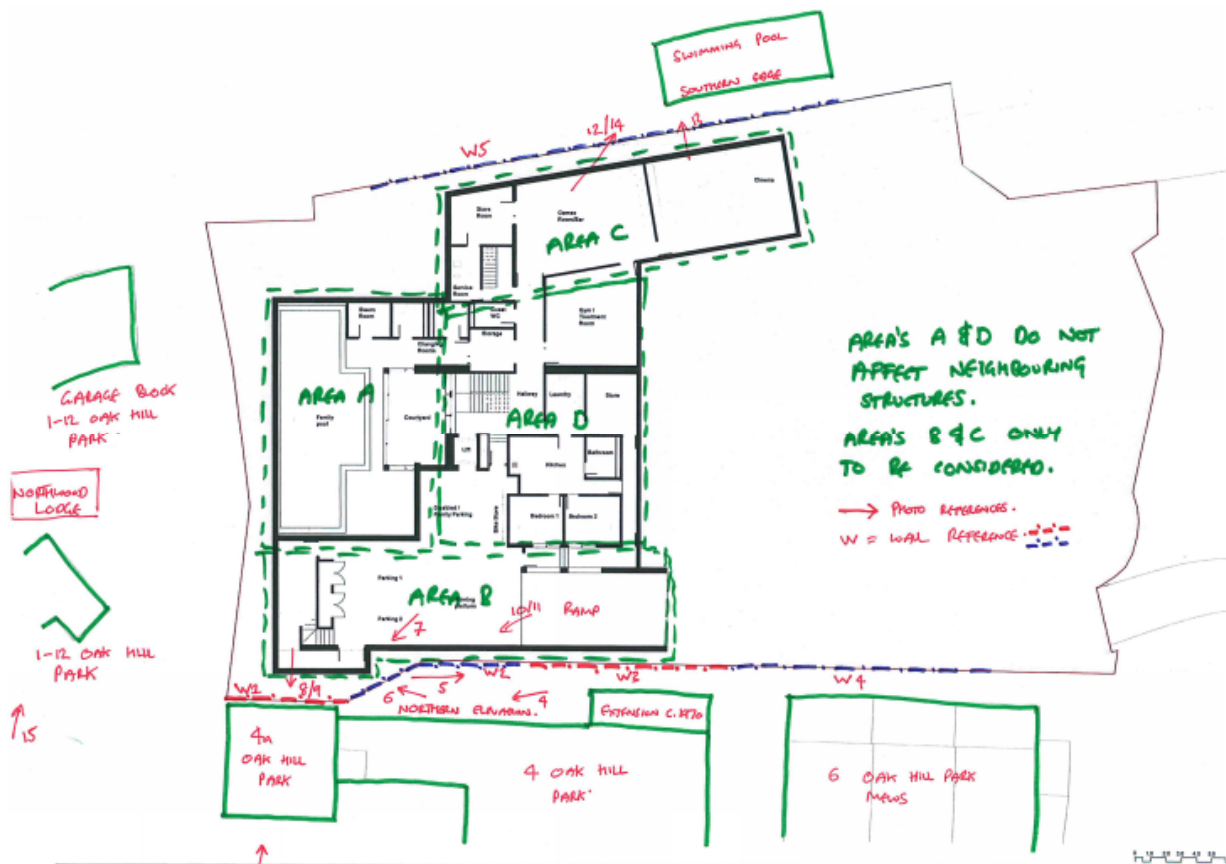 SWIMMING POOL
SOUTHERN EDGE
12/14
13
W5
Store
Room
Games
Room/Bar
Cinema
AREA C
Service
Room
Steam
Room
Guest
WC
Storage
Gym /
Treatment
Room
Changing
Rooms
GARAGE BLOCK
1-12 OAK HILL
PARK
AREA A
Family
pool
Courtyard
Hallway
Laundry
Store
AREA D
Lift
Kitchen
Bathroom
NORTHWOOD
LODGE
Disabled /
Family Parking
Bike Store
Bedroom 1
Bedroom 2
AREA'S A & D DO NOT
AFFECT NEIGHBOURING
STRUCTURES.
AREA'S B & C ONLY
TO BE CONSIDERED.
PHOTO REFERENCES.
W = WALL REFERENCE
Parking 1
AREA B
Parking 2
7
10/11
RAMP
1-12 OAK HILL
PARK
W1
8/9
6
5
W2
W3
W4
4
NORTHERN ELEVATION.
EXTENSION C.1970
15
4a
OAK HILL
PARK
4 OAK HILL
PARK
6 OAK HILL PARK
MEWS